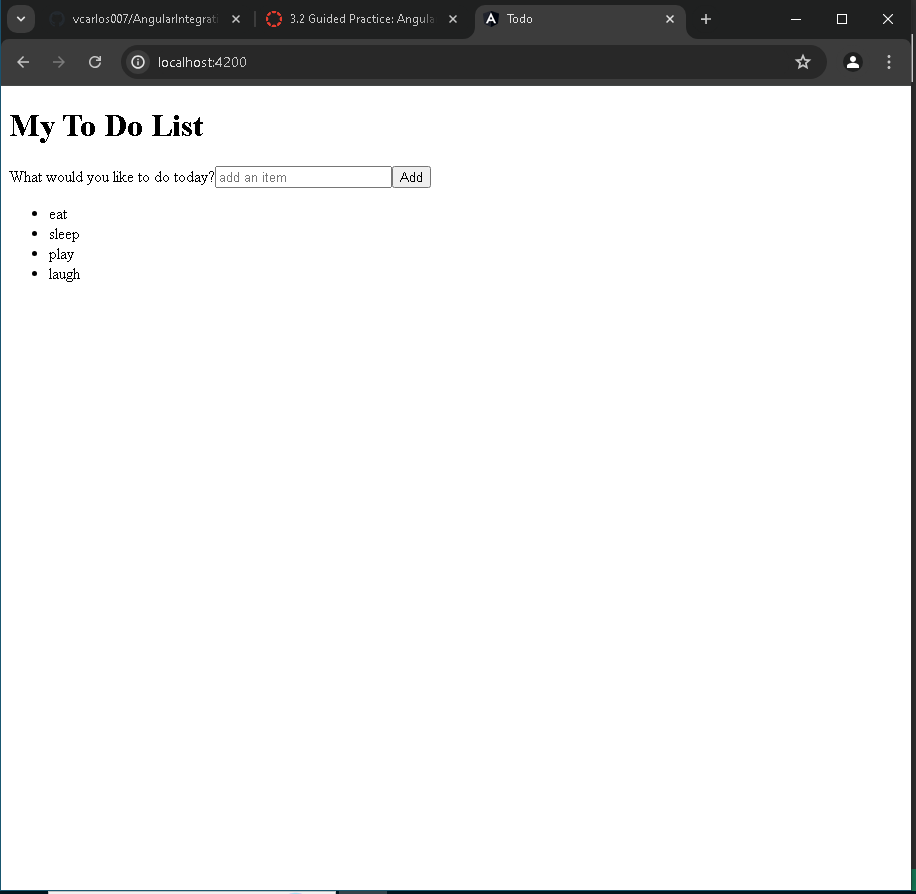 vcarlos007/AngularIntegrati
3.2 Guided Practice: Angula
Todo
localhost:4200
My To Do List
What would you like to do today? add an item Add
eat
sleep
play
laugh